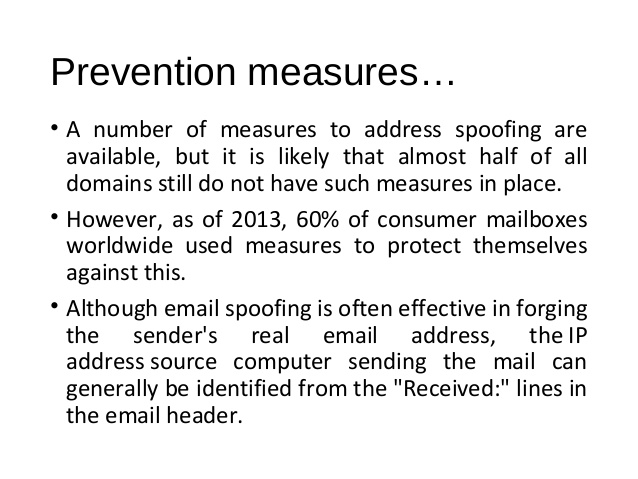 Prevention measures…
• A number of measures to address spoofing are
available, but it is likely that almost half of all
domains still do not have such measures in place.
• However, as of 2013, 60% of consumer mailboxes
worldwide used measures to protect themselves
against this.
• Although email spoofing is often effective in forging
the sender's real email address, the IP
address source computer sending the mail can
generally be identified from the "Received:" lines in
the email header.